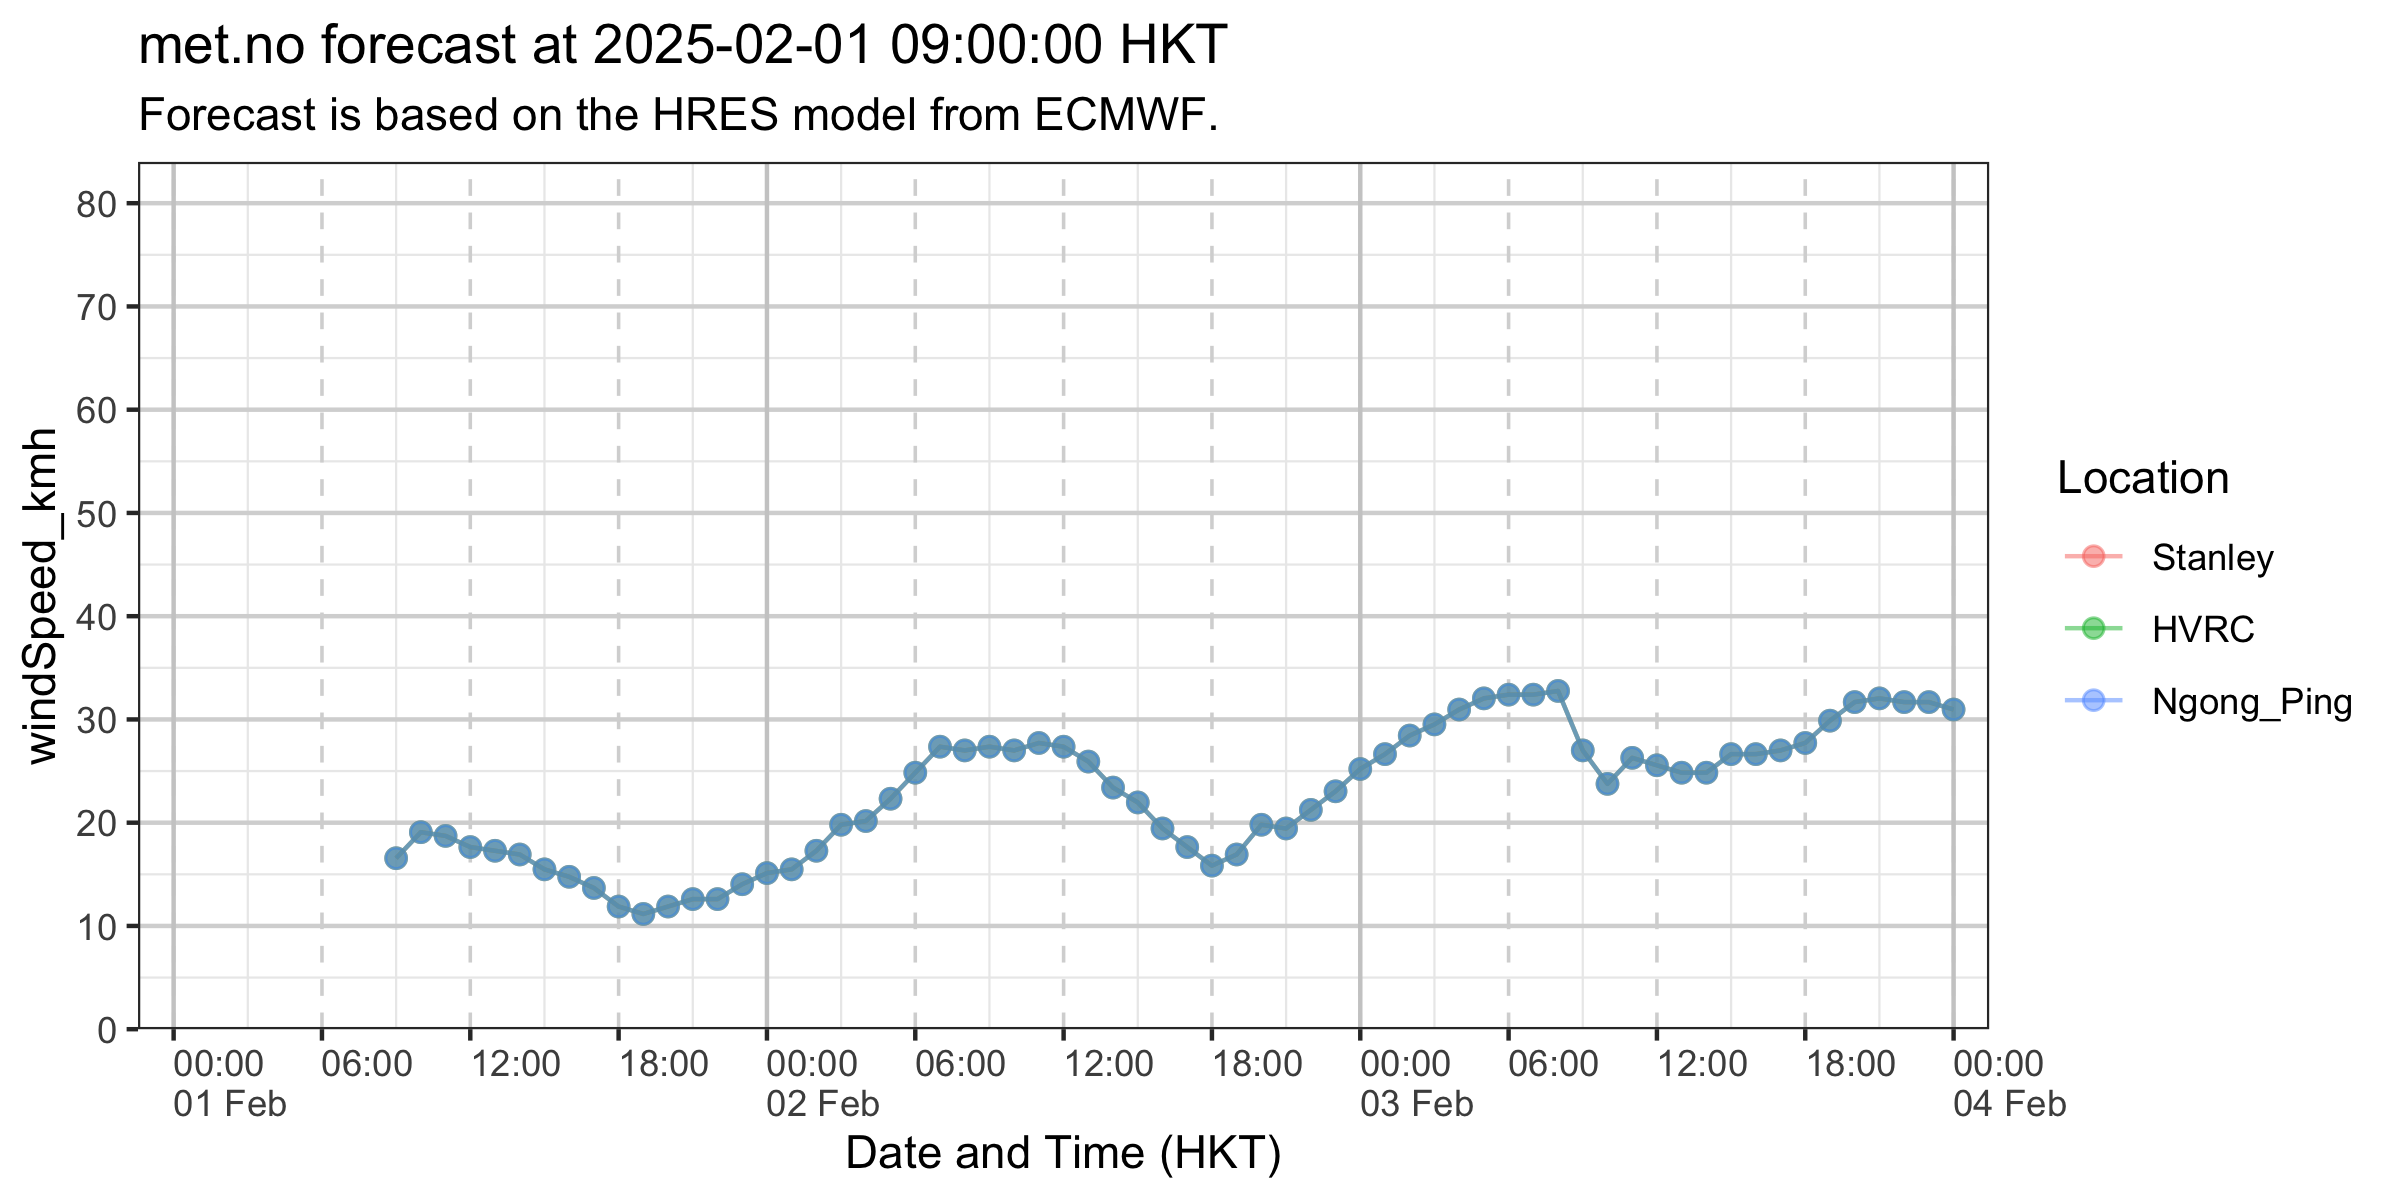 met.no forecast at 2025-02-01 09:00:00 HKT
Forecast is based on the HRES model from ECMWF.
windSpeed_kmh
80
70
60
50
40
30
20
10
0
00:00 06:00 12:00 18:00 00:00 06:00 12:00 18:00 00:00 06:00 12:00 18:00 00:00
01 Feb 02 Feb 03 Feb 04 Feb
Date and Time (HKT)
Location
Stanley
HVRC
Ngong_Ping